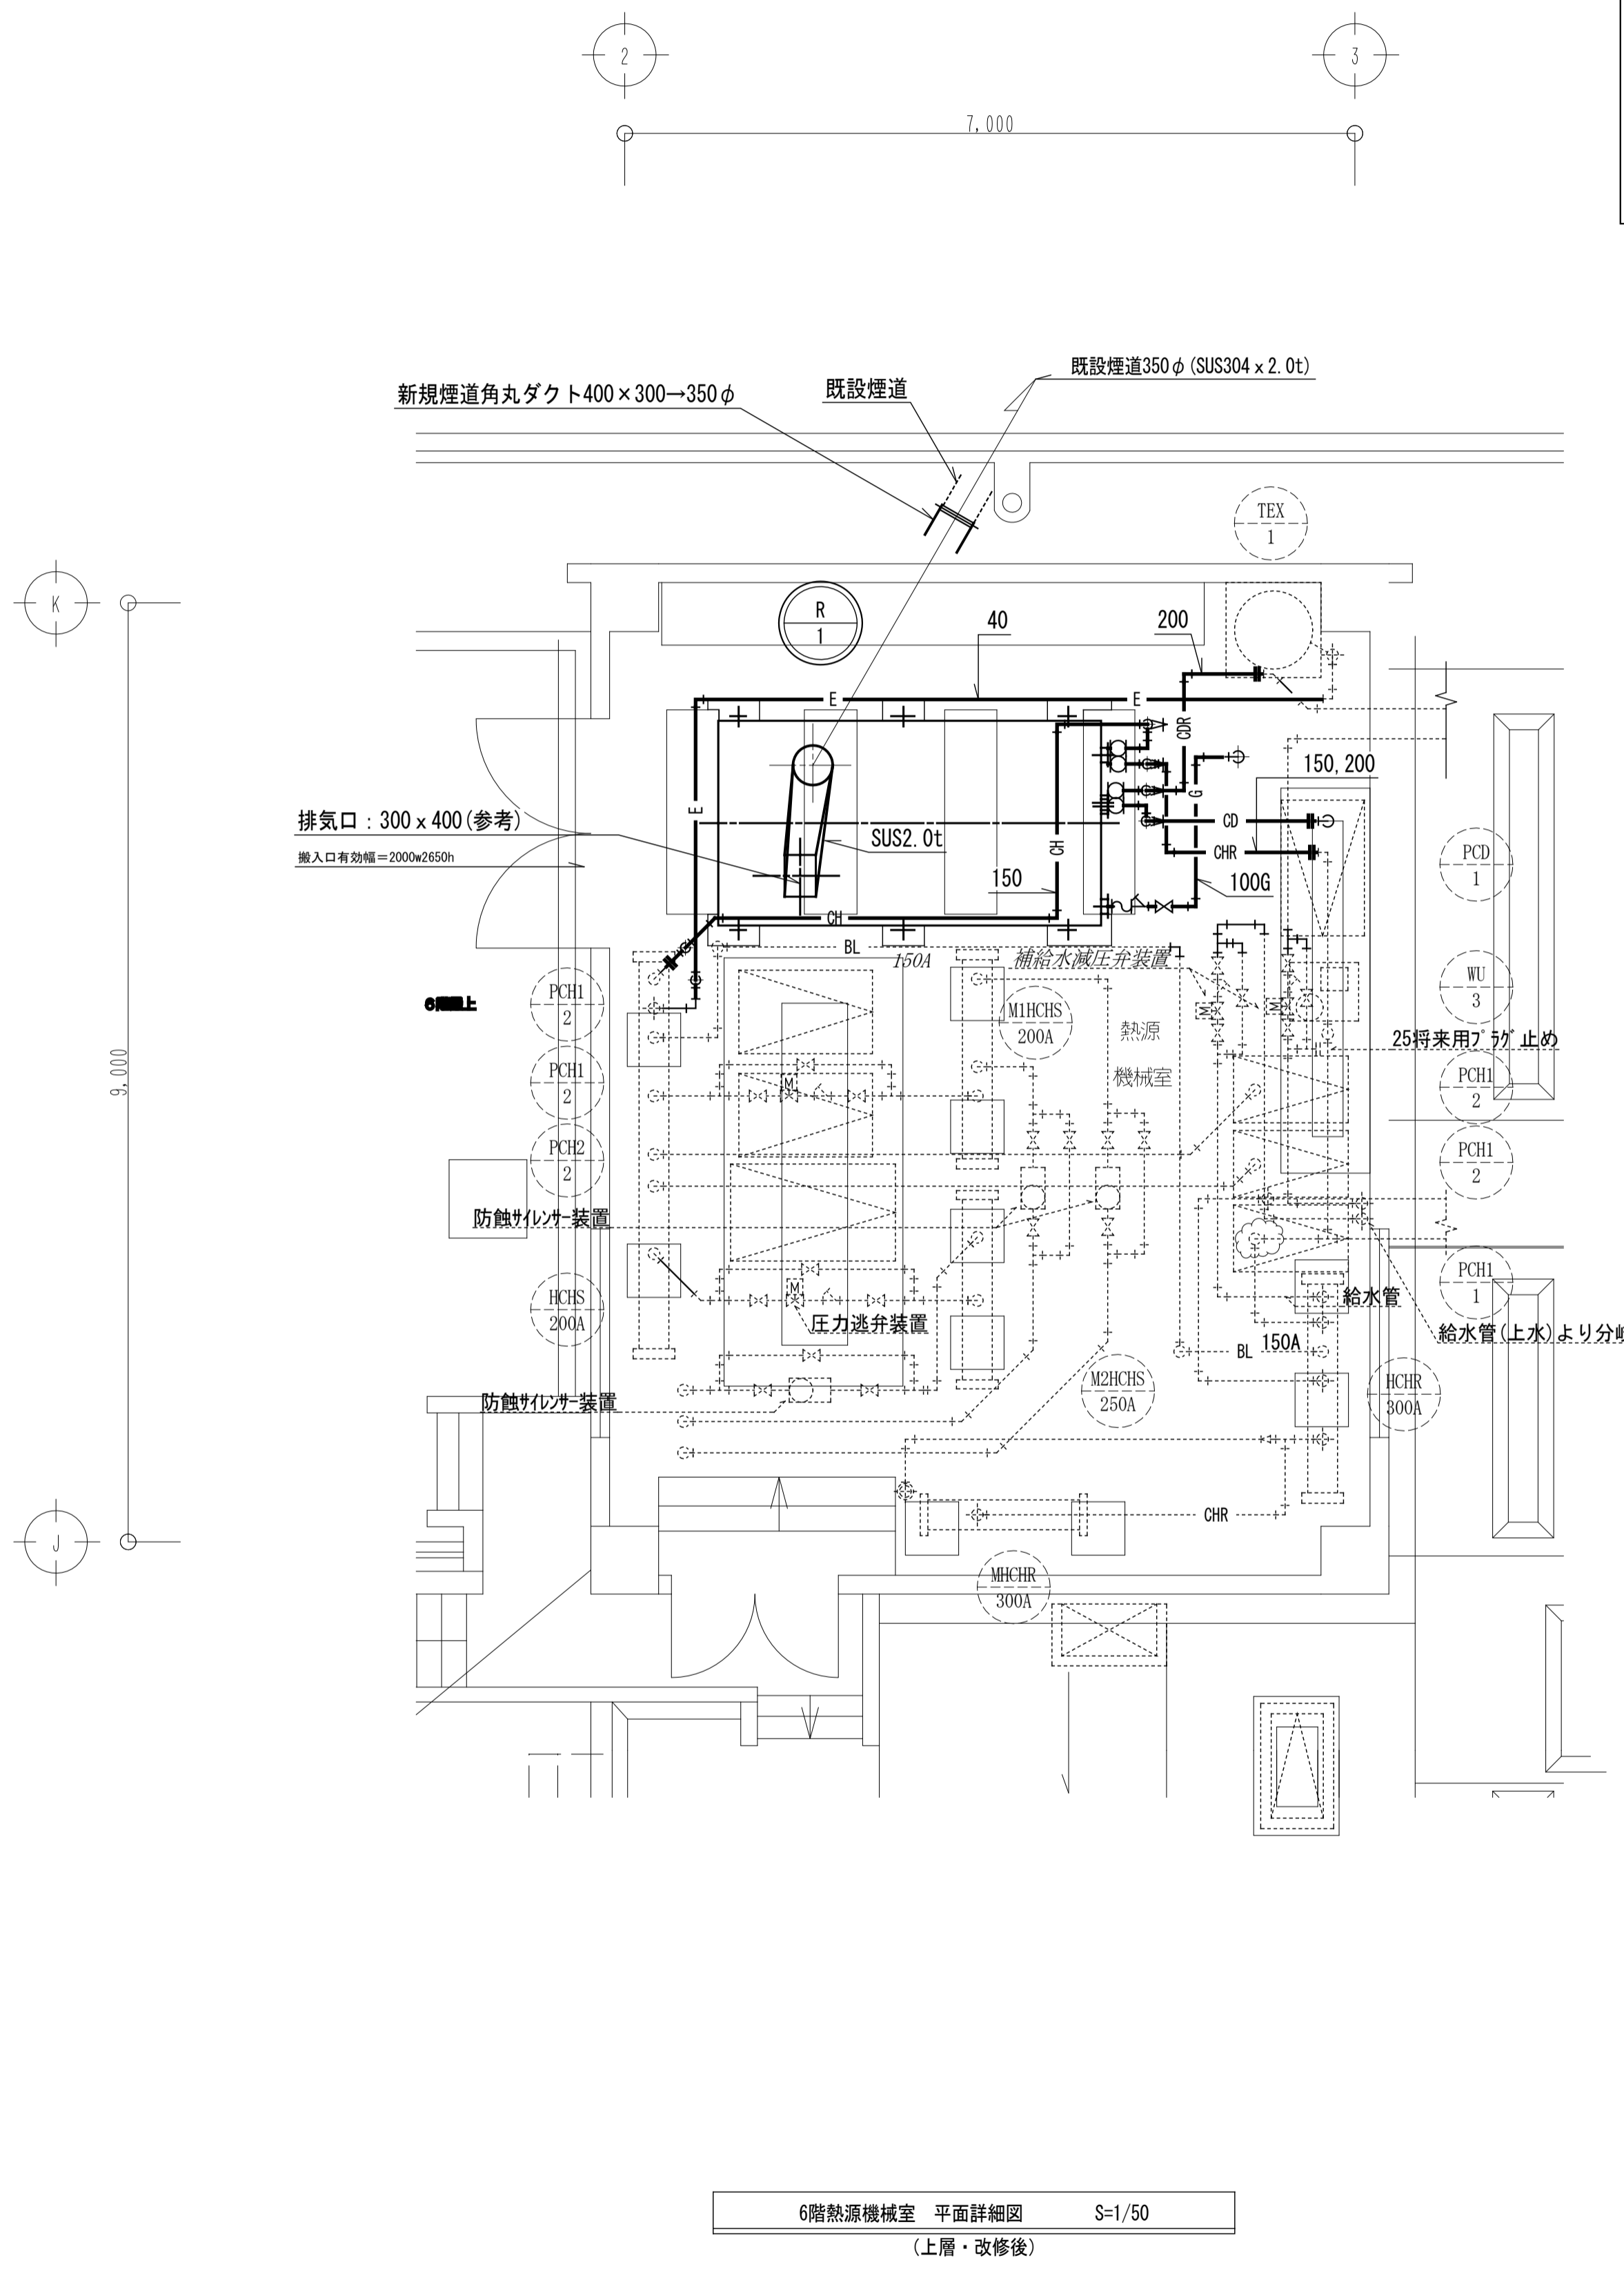 2
3
7,000
既設煙道350φ(SUS304 x 2.0t)
新規煙道角丸ダクト400×300→350φ
既設煙道
TEX
1
K
R
1
40
200
E
E
CDR
150,200
E
G
排気口：300 x 400(参考)
SUS2.0t
CD
搬入口有効幅＝2000w2650h
CH
CHR
PCD
1
150
100G
CH
BL
150A
補給水減圧弁装置
WU
3
PCH1
2
M1HCHS
200A
熱源
機械室
M
M
25将来用ﾌﾟﾗｸﾞ止め
9,000
PCH1
2
M
PCH1
2
PCH2
2
PCH1
2
防蝕ｻｲﾚﾝｻｰ装置
PCH1
1
HCHS
200A
M
圧力逃弁装置
給水管
給水管(上水)より分岐
BL
150A
防蝕ｻｲﾚﾝｻｰ装置
M2HCHS
250A
HCHR
300A
CHR
J
MHCHR
300A
6階熱源機械室　平面詳細図　S=1/50
(上層・改修後)